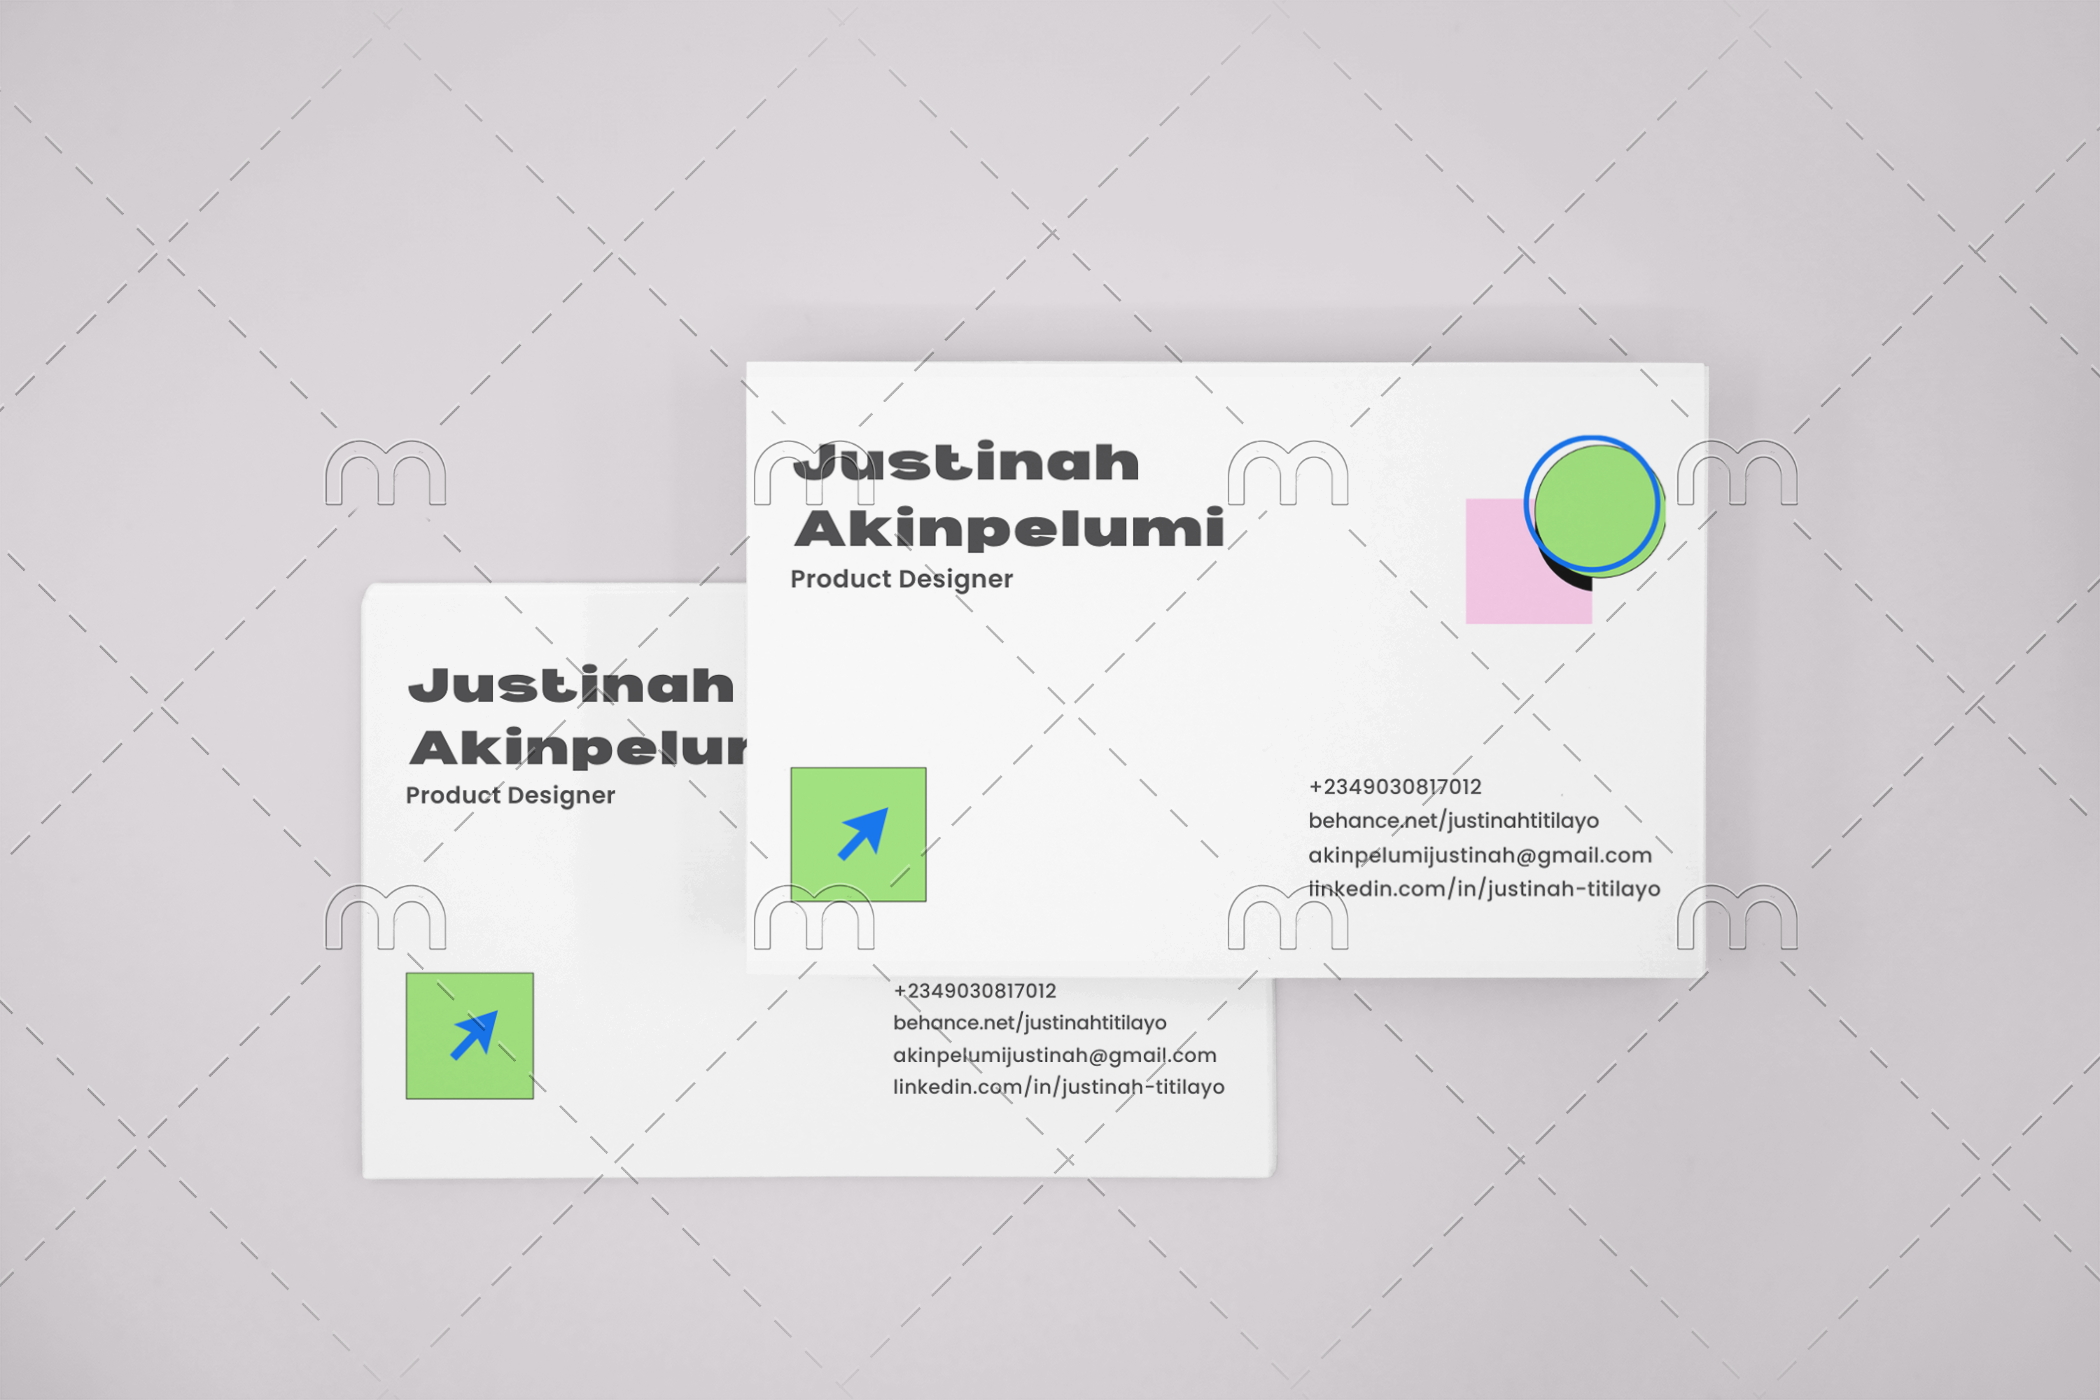 Justinah
Akinpelumi
Product Designer
+2349030817012
behance.net/justinahtitilayo
akinpelumijustinah@gmail.com
linkedin.com/in/justinah-titilayo
Justinah
Akinpelum
Product Designer
+2349030817012
behance.net/justinahtitilayo
akinpelumijustinah@gmail.com
linkedin.com/in/justinah-titilayo
m m m m
m m m m